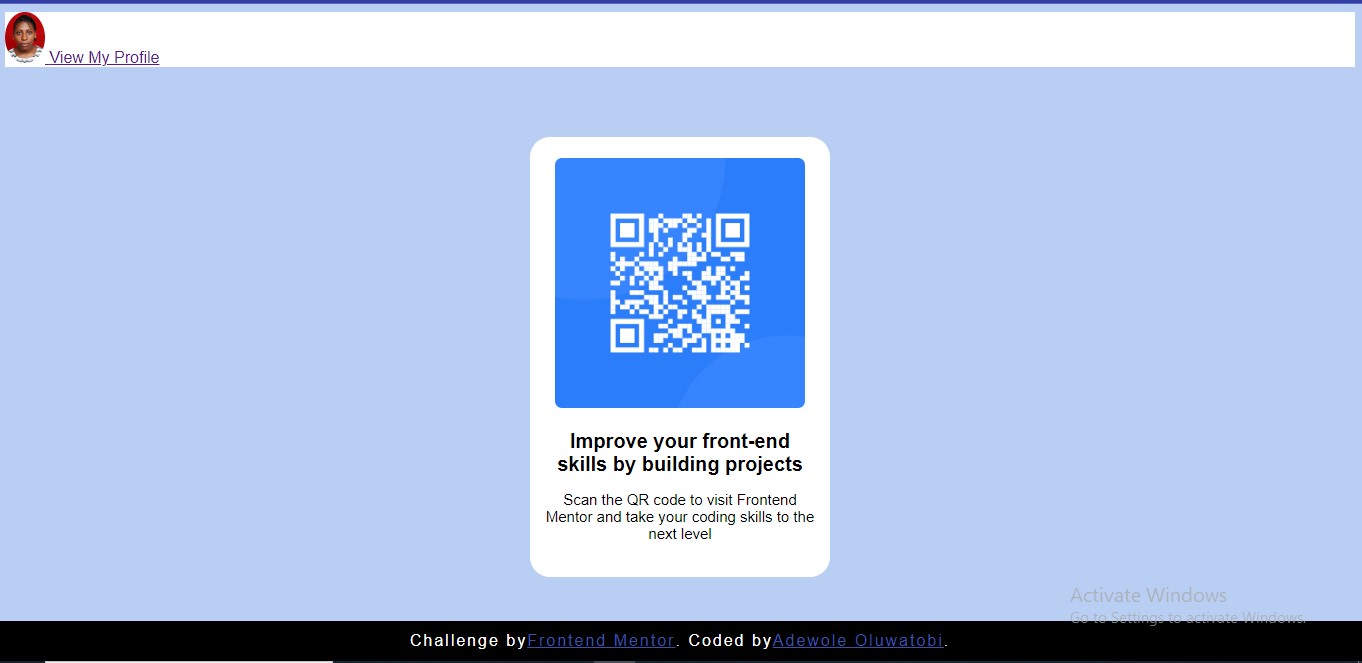 View My Profile
Improve your front-end
skills by building projects
Scan the QR code to visit Frontend
Mentor and take your coding skills to the
next level
Activate Windows
Go to Settings to activate Windows.
Challenge byFrontend Mentor. Coded byAdewole Oluwatobi.